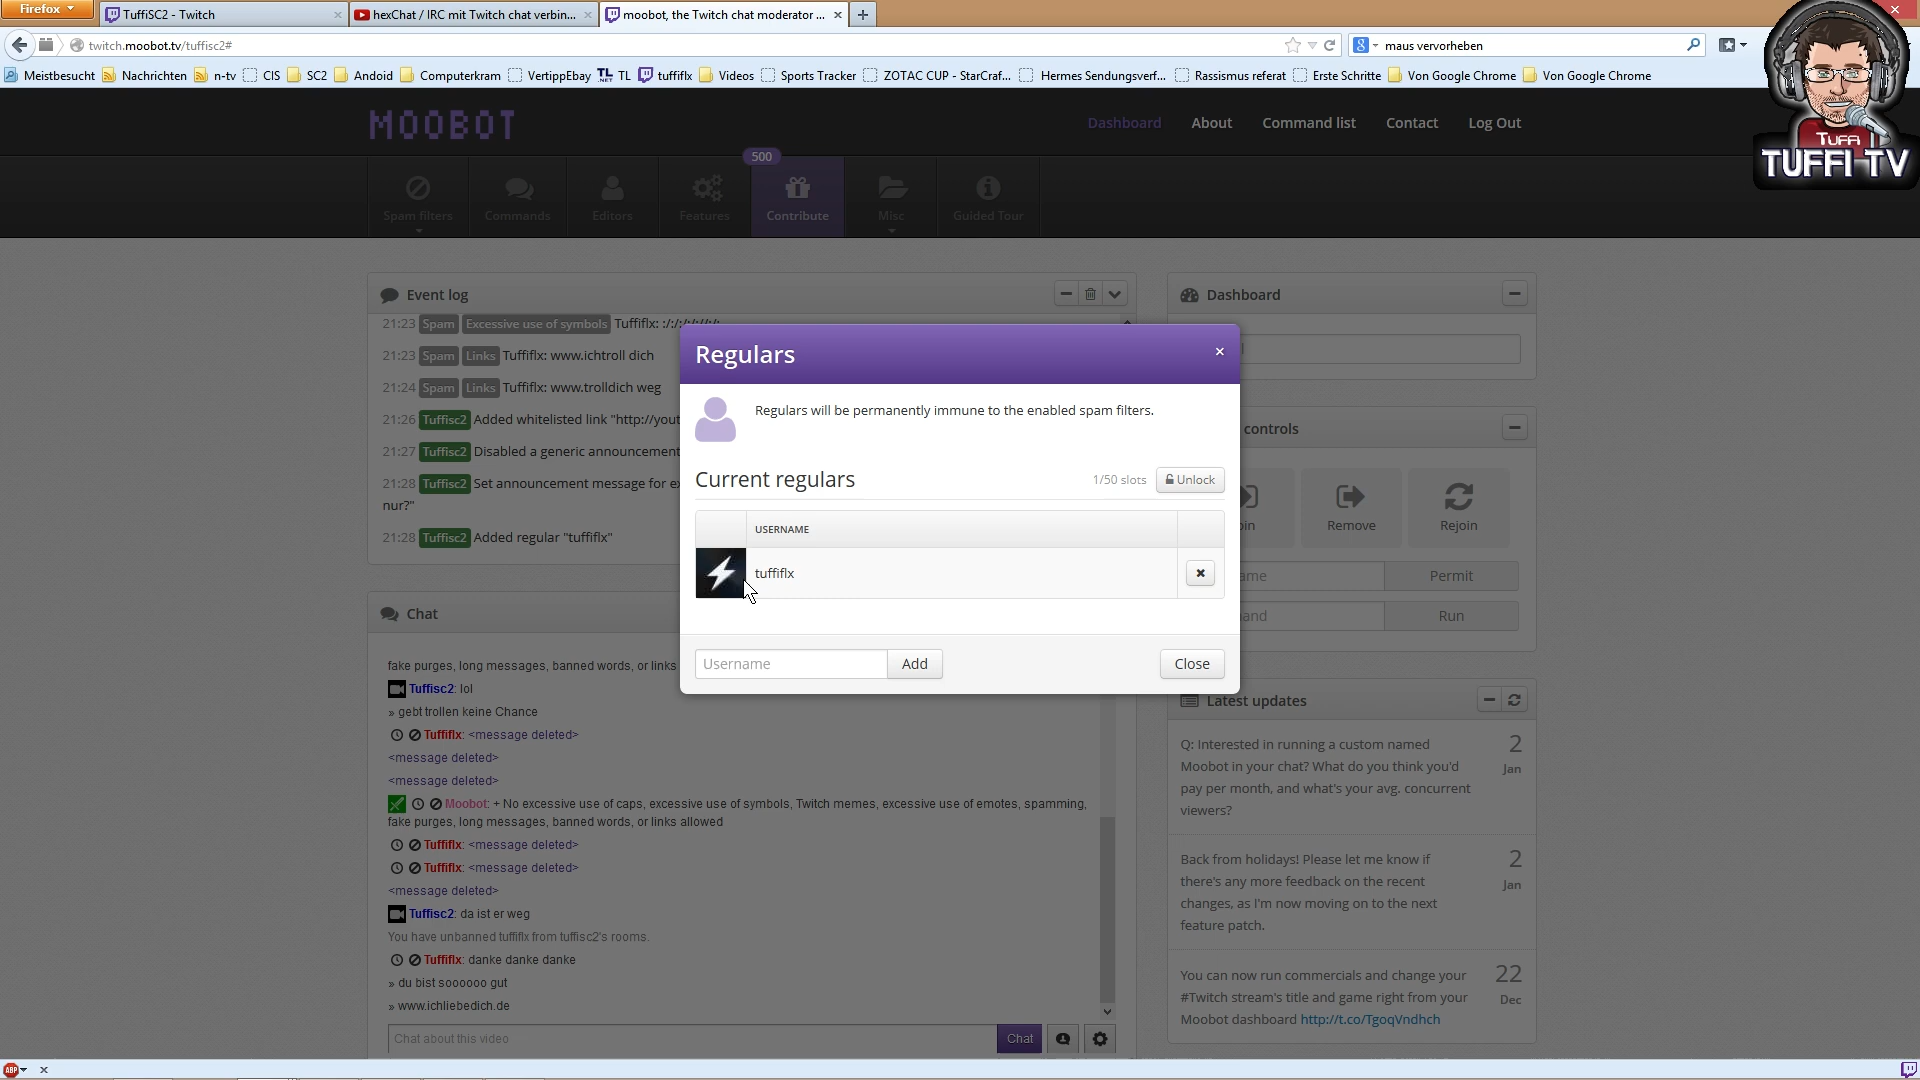 Firefox
TuffiSC2 - Twitch
hexChat / IRC mit Twitch chat verbin...
moobot, the Twitch chat moderator ...
twitch.moobot.tv/tuffisc2#
maus vervorheben
Meistbesucht
Nachrichten
n-tv
CIS
SC2
Andoid
Computerkram
VertippEbay
TL
tuffiflx
Videos
Sports Tracker
ZOTAC CUP - StarCraf...
Hermes Sendungsverf...
Rassismus referat
Erste Schritte
Von Google Chrome
Von Google Chrome
TUFFI
TUFFI TV
MOOBOT
Dashboard
About
Command list
Contact
Log Out
500
Spam filters
Commands
Editors
Features
Contribute
Misc
Guided Tour
Event log
21:23 Spam Excessive use of symbols Tuffiflx: :/:/:/:/://:/:
21:23 Spam Links Tuffiflx: www.ichtroll dich
21:24 Spam Links Tuffiflx: www.trolldich weg
21:26 Tuffisc2 Added whitelisted link "http://yout
21:27 Tuffisc2 Disabled a generic announcement
21:28 Tuffisc2 Set announcement message for ex
nur?"
21:28 Tuffisc2 Added regular "tuffiflx"
Regulars
×
Regulars will be permanently immune to the enabled spam filters.
Current regulars
1/50 slots
Unlock
USERNAME
tuffiflx
Username
Add
Close
Dashboard
controls
oin
Remove
Rejoin
ame
Permit
and
Run
Chat
fake purges, long messages, banned words, or links
Tuffisc2: lol
» gebt trollen keine Chance
Tuffiflx: <message deleted>
<message deleted>
<message deleted>
Moobot: + No excessive use of caps, excessive use of symbols, Twitch memes, excessive use of emotes, spamming,
fake purges, long messages, banned words, or links allowed
Tuffiflx: <message deleted>
Tuffiflx: <message deleted>
<message deleted>
Tuffisc2: da ist er weg
You have unbanned tuffiflx from tuffisc2's rooms.
Tuffiflx: danke danke danke
» du bist soooooo gut
» www.ichliebedich.de
Chat about this video
Chat
Latest updates
Q: Interested in running a custom named
Moobot in your chat? What do you think you'd
pay per month, and what's your avg. concurrent
viewers?
2
Jan
Back from holidays! Please let me know if
there's any more feedback on the recent
changes, as I'm now moving on to the next
feature patch.
2
Jan
You can now run commercials and change your
#Twitch stream's title and game right from your
Moobot dashboard http://t.co/TgoqVndhch
22
Dec
ABP